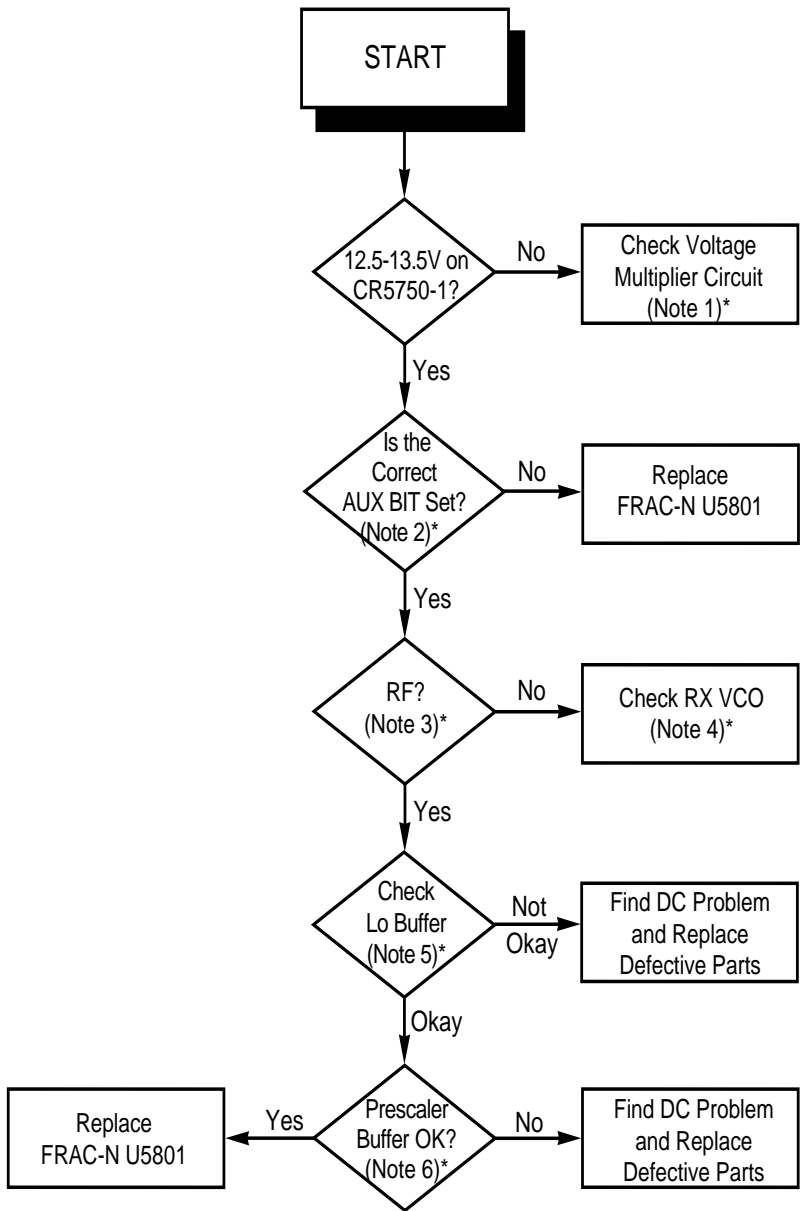 START
12.5-13.5V on
CR5750-1?
No
Check Voltage
Multiplier Circuit
(Note 1)*
Yes
Is the
Correct
AUX BIT Set?
(Note 2)*
No
Replace
FRAC-N U5801
Yes
RF?
(Note 3)*
No
Check RX VCO
(Note 4)*
Yes
Check
Lo Buffer
(Note 5)*
Not
Okay
Find DC Problem
and Replace
Defective Parts
Okay
Replace
FRAC-N U5801
Yes
Prescaler
Buffer OK?
(Note 6)*
No
Find DC Problem
and Replace
Defective Parts